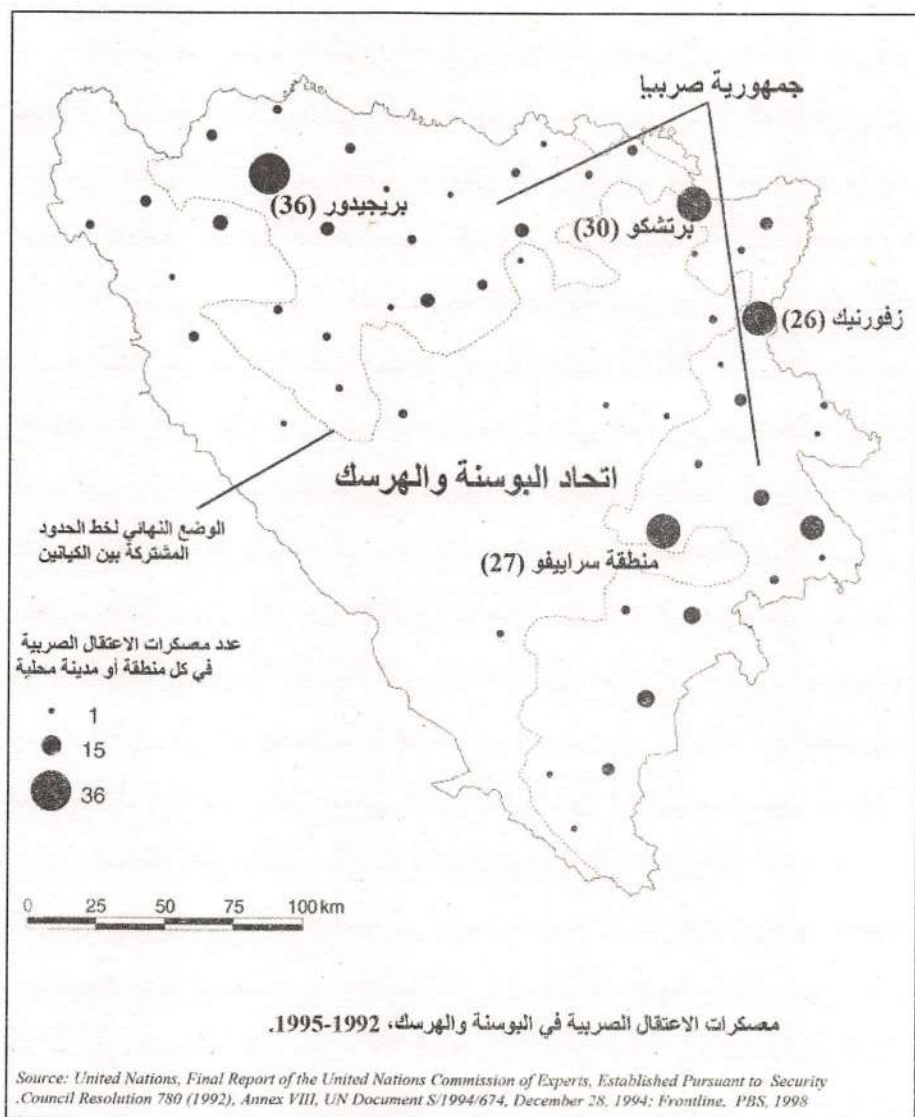 جمهورية صربيا
بريجيدور (36)
برتشكو (30)
زفورنيك (26)
اتحاد البوسنة والهرسك
الوضع النهائي لخط الحدود
المشتركة بين الكيانين
منطقة سراييفو (27)
عدد معسكرات الاعتقال الصربية
في كل منطقة أو مدينة محلية
1
15
36
0 25 50 75 100 km
معسكرات الاعتقال الصربية في البوسنة والهرسك، 1992-1995.
Source: United Nations, Final Report of the United Nations Commission of Experts, Established Pursuant to Security
.Council Resolution 780 (1992), Annex VIII, UN Document S/1994/674, December 28, 1994; Frontline, PBS, 1998